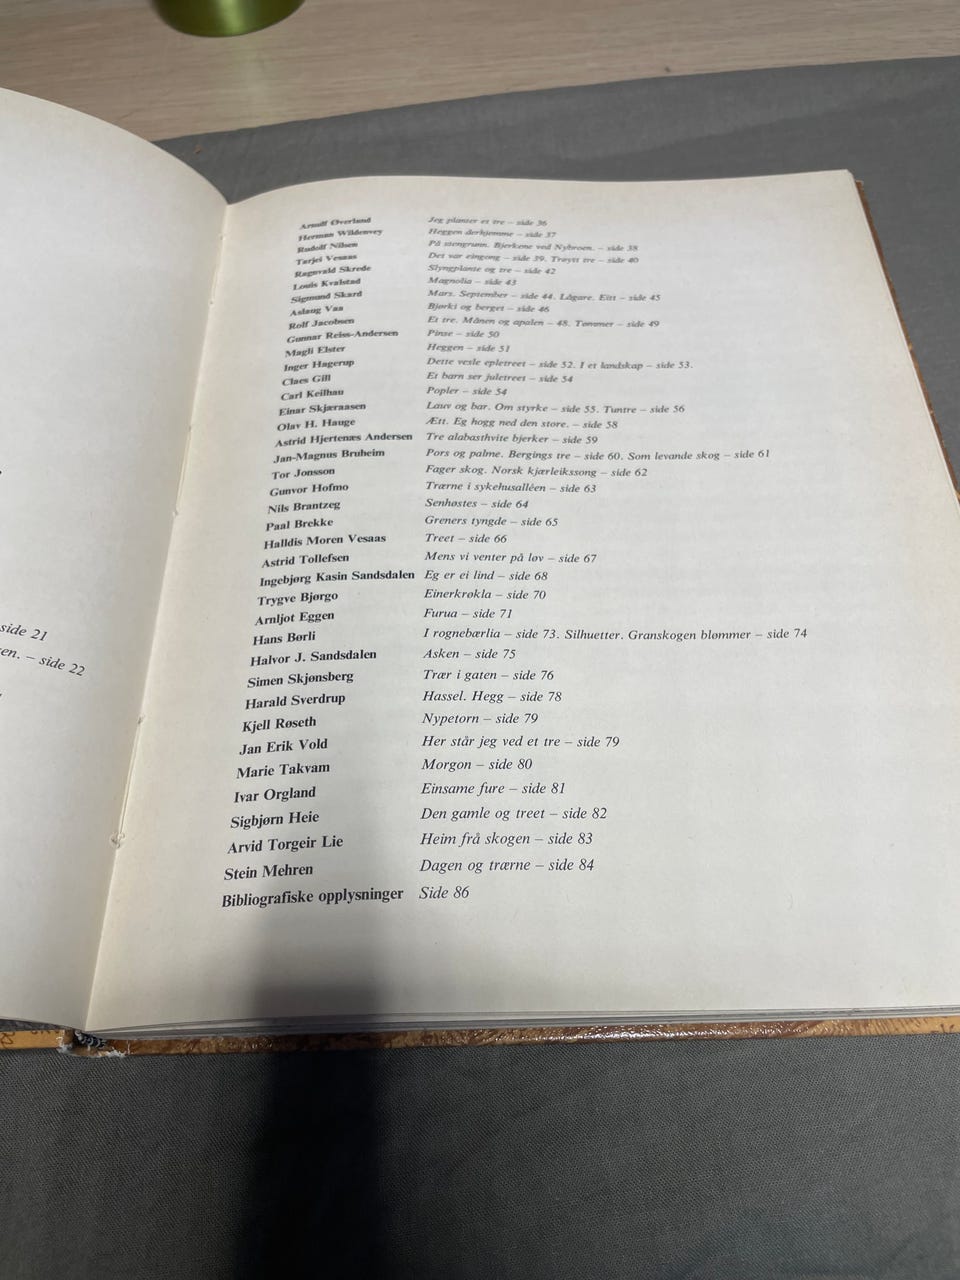 side 21
en. – side 22
Arnulf Øverland Jeg planter et tre – side 36
Herman Wildenvey Heggen derhjemme – side 37
Rudolf Nilsen På stengrunn. Bjerkene ved Nybroen. – side 38
Tarjei Vesaas Det var eingong – side 39. Trøytt tre – side 40
Ragnvald Skrede Slyngplante og tre – side 42
Louis Kvalstad Magnolia – side 43
Sigmund Skard Mars. September – side 44. Lågare. Eitt – side 45
Aslaug Vaa Bjørki og berget – side 46
Rolf Jacobsen Et tre. Månen og apalen – 48. Tømmer – side 49
Gunnar Reiss-Andersen Pinse – side 50
Magli Elster Heggen – side 51
Inger Hagerup Dette vesle epletreet – side 52. I et landskap – side 53.
Claes Gill Et barn ser juletreet – side 54
Carl Keilhau Popler – side 54
Einar Skjæraasen Lauv og bar. Om styrke – side 55. Tuntre – side 56
Olav H. Hauge Ætt. Eg hogg ned den store. – side 58
Astrid Hjertenæs Andersen Tre alabasthvite bjerker – side 59
Jan-Magnus Bruheim Pors og palme. Bergings tre – side 60. Som levande skog – side 61
Tor Jonsson Fager skog. Norsk kjærleikssong – side 62
Gunvor Hofmo Trærne i sykehusalléen – side 63
Nils Brantzeg Senhøstes – side 64
Paal Brekke Greners tyngde – side 65
Halldis Moren Vesaas Treet – side 66
Astrid Tollefsen Mens vi venter på løv – side 67
Ingebjørg Kasin Sandsdalen Eg er ei lind – side 68
Trygve Bjørgo Einerkrøkla – side 70
Arnljot Eggen Furua – side 71
Hans Børli I rognebærlia – side 73. Silhuetter. Granskogen blømmer – side 74
Halvor J. Sandsdalen Asken – side 75
Simen Skjønsberg Trær i gaten – side 76
Harald Sverdrup Hassel. Hegg – side 78
Kjell Røseth Nypetorn – side 79
Jan Erik Vold Her står jeg ved et tre – side 79
Marie Takvam Morgon – side 80
Ivar Orgland Einsame fure – side 81
Sigbjørn Heie Den gamle og treet – side 82
Arvid Torgeir Lie Heim frå skogen – side 83
Stein Mehren Dagen og trærne – side 84
Bibliografiske opplysninger Side 86